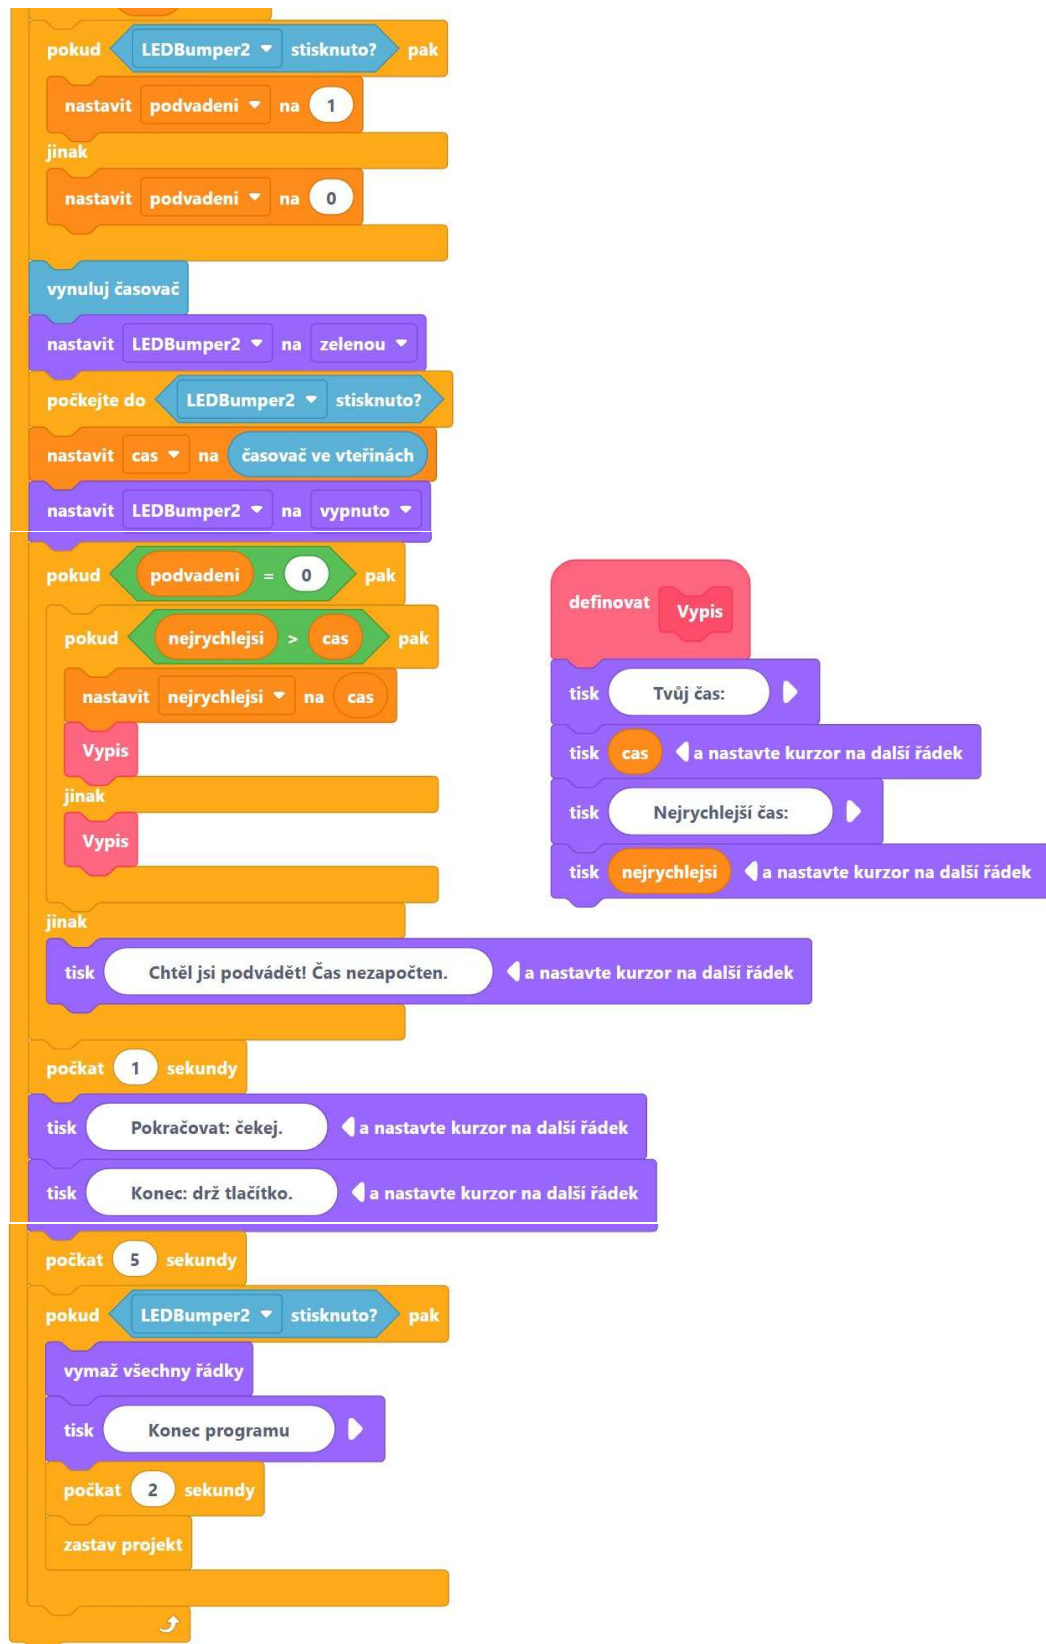 pokud LEDBumper2 stisknuto? pak
nastavit podvadeni na 1
jinak
nastavit podvadeni na 0
vynuluj časovač
nastavit LEDBumper2 na zelenou
počkejte do LEDBumper2 stisknuto?
nastavit cas na časovač ve vteřinách
nastavit LEDBumper2 na vypnuto
pokud podvadeni = 0 pak
pokud nejrychlejsi > cas pak
nastavit nejrychlejsi na cas
Vypis
jinak
Vypis
jinak
tisk Chtěl jsi podvádět! Čas nezapočten. a nastavte kurzor na další řádek
počkat 1 sekundy
tisk Pokračovat: čekej. a nastavte kurzor na další řádek
tisk Konec: drž tlačítko. a nastavte kurzor na další řádek
počkat 5 sekundy
pokud LEDBumper2 stisknuto? pak
vymaž všechny řádky
tisk Konec programu
počkat 2 sekundy
zastav projekt
definovat Vypis
tisk Tvůj čas:
tisk cas a nastavte kurzor na další řádek
tisk Nejrychlejší čas:
tisk nejrychlejsi a nastavte kurzor na další řádek